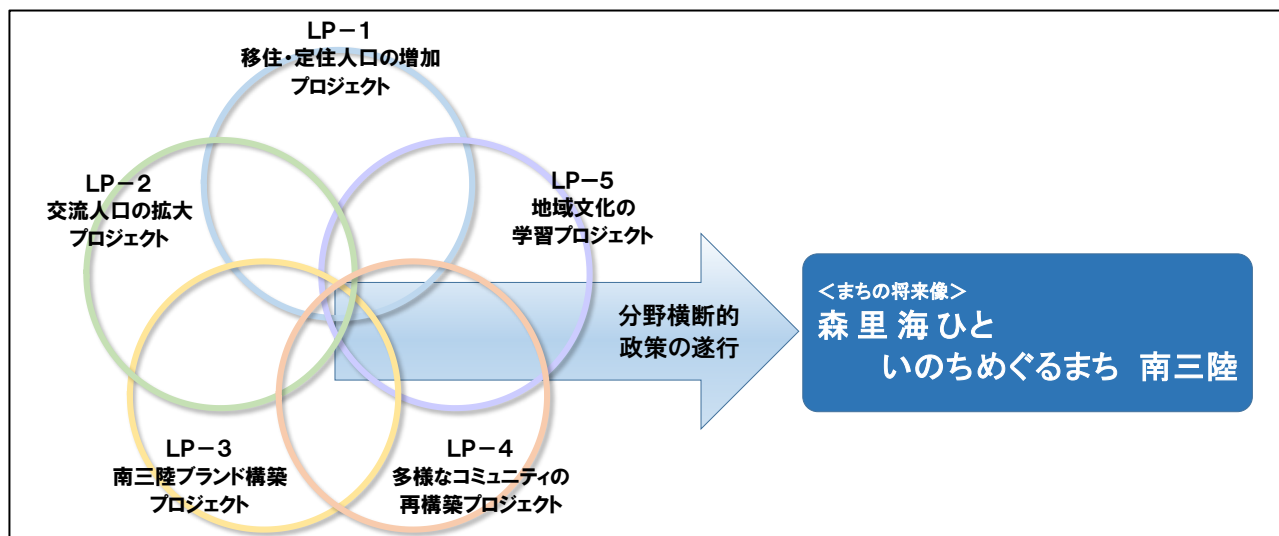 LP－1
移住・定住人口の増加
プロジェクト
LP－2
交流人口の拡大
プロジェクト
LP－5
地域文化の
学習プロジェクト
LP－3
南三陸ブランド構築
プロジェクト
LP－4
多様なコミュニティの
再構築プロジェクト
分野横断的
政策の遂行
＜まちの将来像＞
森 里 海 ひと
いのちめぐるまち　南三陸